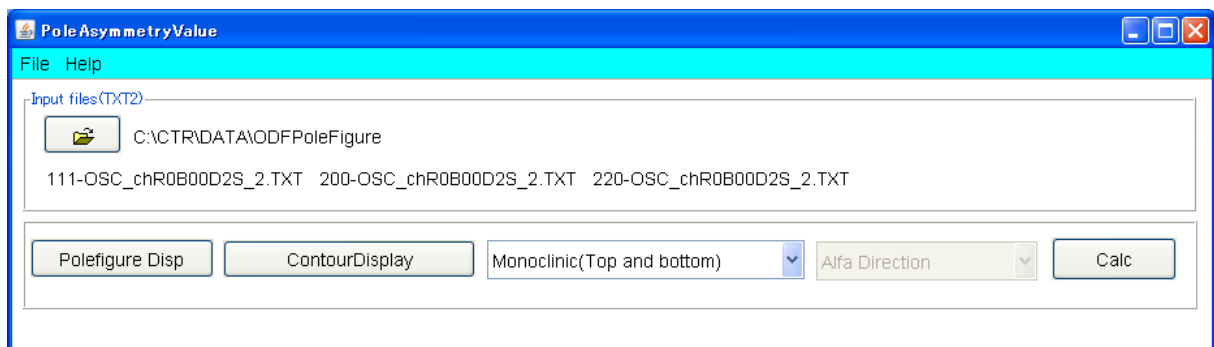 PoleAsymmetryValue
File Help
Input files(TXT2)
C:\CTR\DATA\ODFPoleFigure
111-OSC_chR0B00D2S_2.TXT 200-OSC_chR0B00D2S_2.TXT 220-OSC_chR0B00D2S_2.TXT
Polefigure Disp ContourDisplay Monoclinic(Top and bottom) Alfa Direction Calc